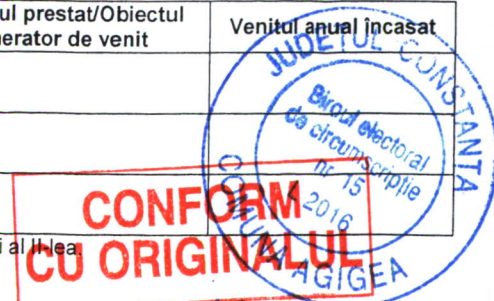 ul prestat/Obiectul
nerator de venit
Venitul anual încasat
JUDEȚUL CONSTANȚA
Biroul electoral
de circumscripție
nr. 15
2016
COMUNA AGIGEA
i al II-lea
CONFORM
CU ORIGINALUL